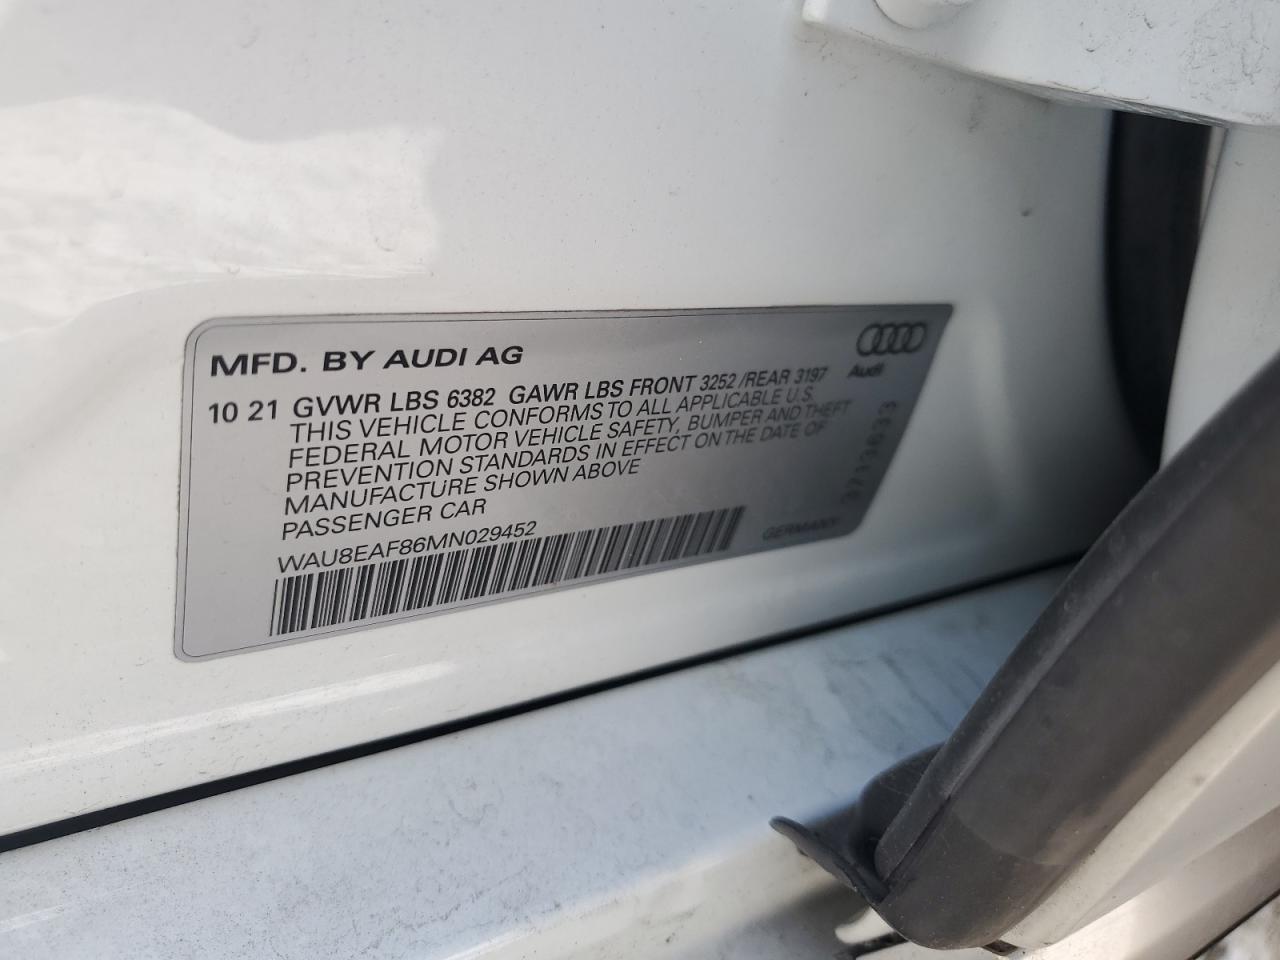 MFD. BY AUDI AG
Audi
10 21 GVWR LBS 6382 GAWR LBS FRONT 3252 /REAR 3197
THIS VEHICLE CONFORMS TO ALL APPLICABLE U.S.
FEDERAL MOTOR VEHICLE SAFETY, BUMPER AND THEFT
PREVENTION STANDARDS IN EFFECT ON THE DATE OF
MANUFACTURE SHOWN ABOVE
PASSENGER CAR
WAU8EAF86MN029452
GERMANY